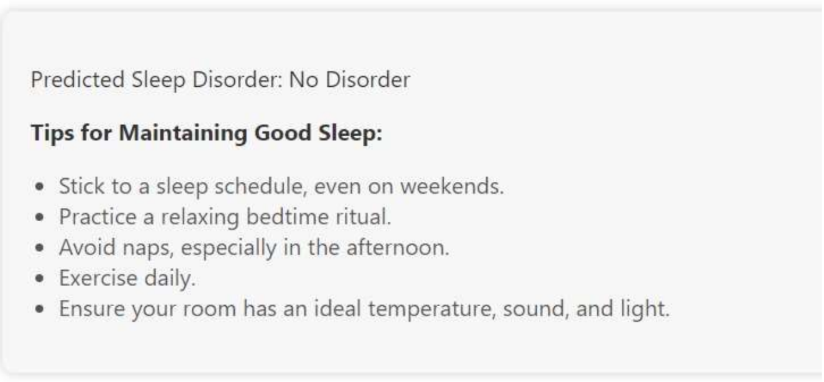 Predicted Sleep Disorder: No Disorder
Tips for Maintaining Good Sleep:
• Stick to a sleep schedule, even on weekends.
• Practice a relaxing bedtime ritual.
• Avoid naps, especially in the afternoon.
• Exercise daily.
• Ensure your room has an ideal temperature, sound, and light.